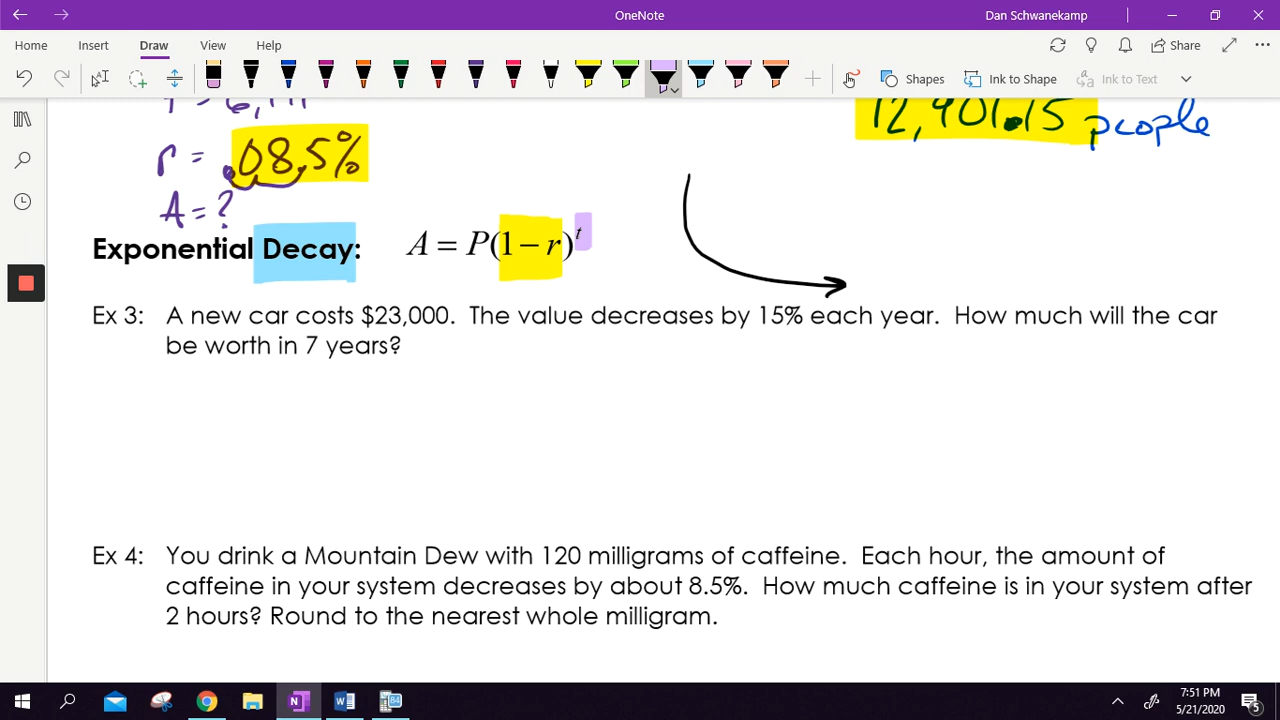 OneNote
Dan Schwanekamp
Home Insert Draw View Help
Share
Shapes
Ink to Shape
Ink to Text
12,901.15 people
r = .08.5%
A = ?
Exponential Decay: A = P(1 − r)^t
Ex 3: A new car costs $23,000. The value decreases by 15% each year. How much will the car
be worth in 7 years?
Ex 4: You drink a Mountain Dew with 120 milligrams of caffeine. Each hour, the amount of
caffeine in your system decreases by about 8.5%. How much caffeine is in your system after
2 hours? Round to the nearest whole milligram.
7:51 PM
5/21/2020
5